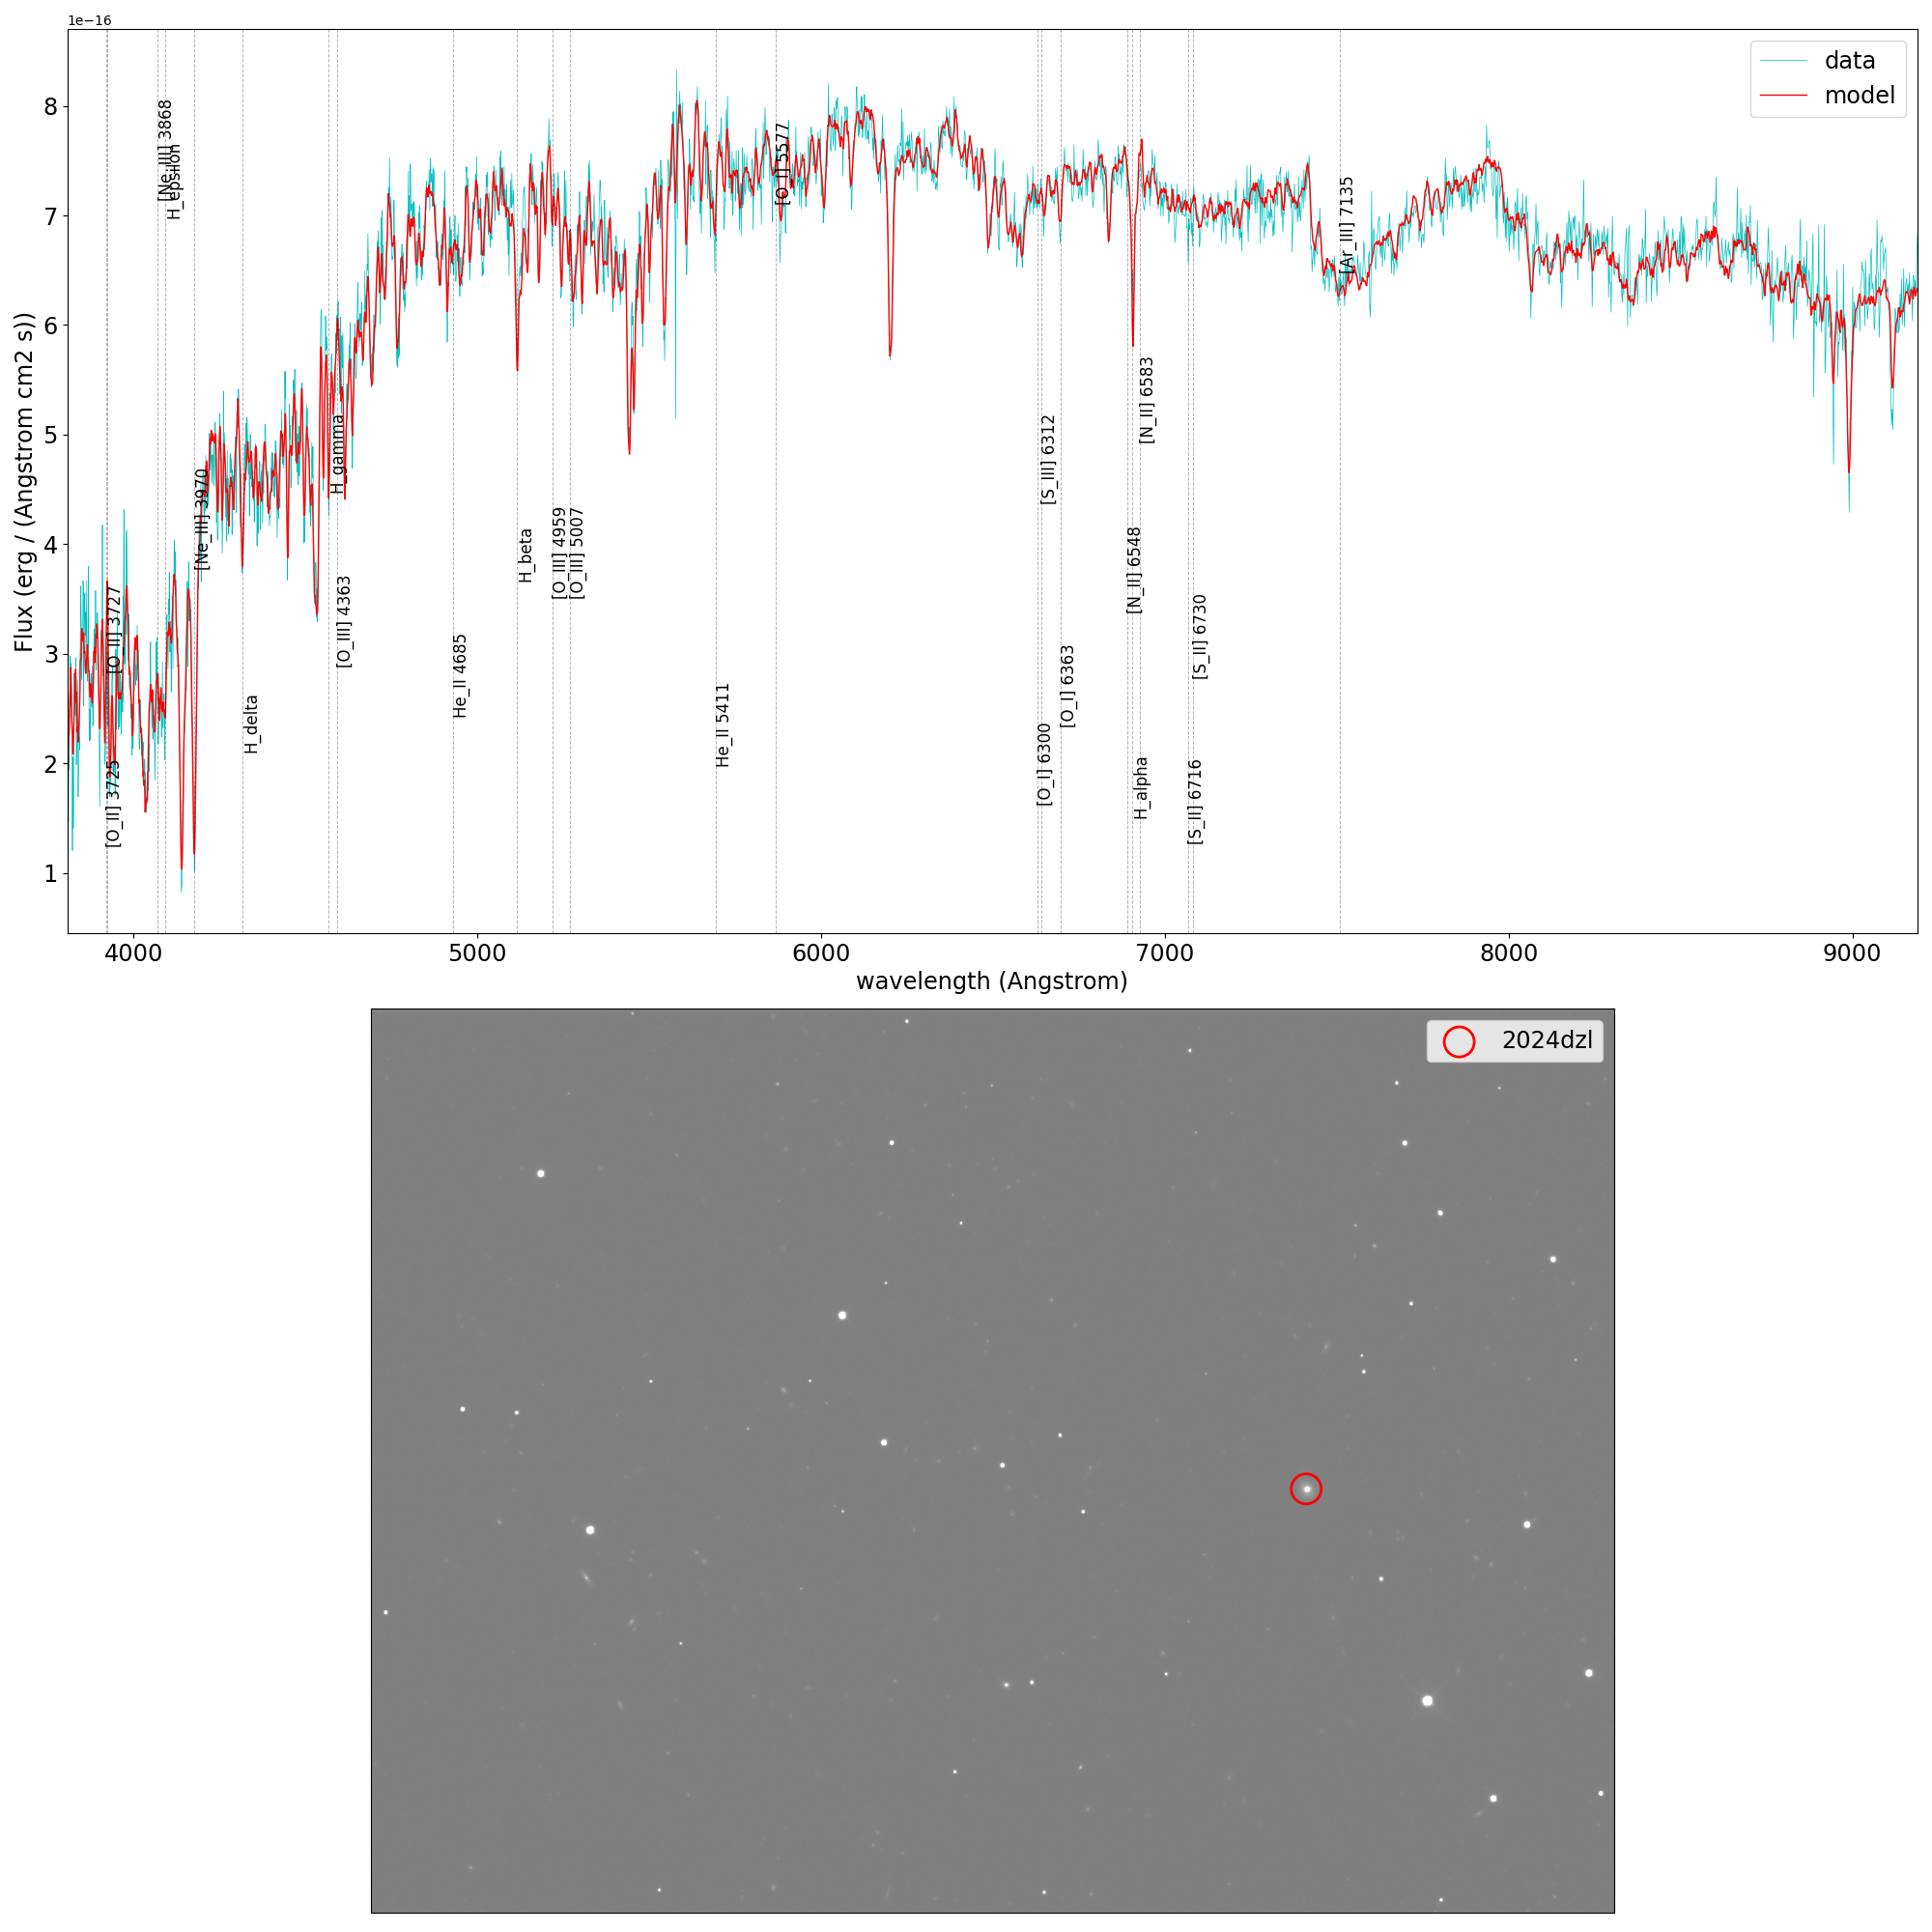 1e−16
data
model
8
7
6
5
4
3
2
1
Flux (erg / (Angstrom cm2 s))
[Ne_III] 3868
H_epsilon
[O_I] 5577
[Ar_III] 7135
[N_II] 6583
[S_III] 6312
H_gamma
[Ne_III] 3970
[O_III] 4959
[O_III] 5007
H_beta
[N_II] 6548
[O_III] 4363
[O_II] 3727
[S_II] 6730
He_II 4685
[O_I] 6363
He_II 5411
H_delta
[O_I] 6300
H_alpha
[S_II] 6716
[O_II] 3725
4000
5000
6000
7000
8000
9000
wavelength (Angstrom)
2024dzl